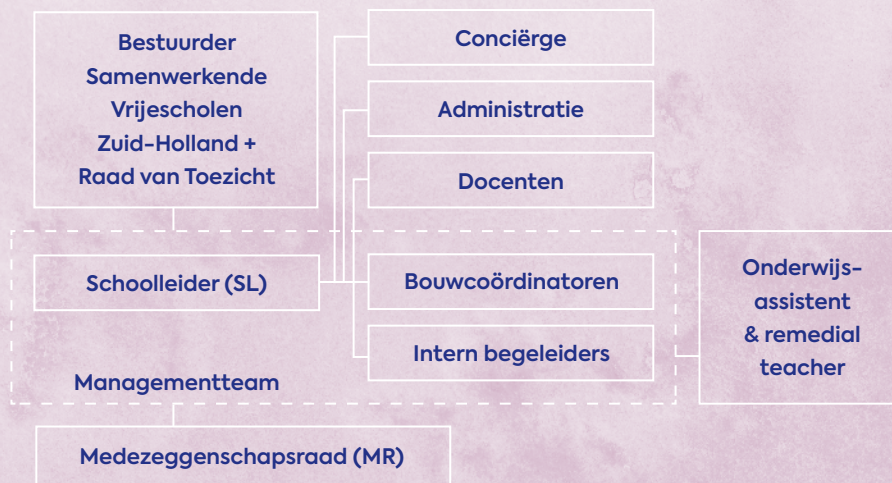 Bestuurder
Samenwerkende
Vrijescholen
Zuid-Holland +
Raad van Toezicht
Conciërge
Administratie
Docenten
Schoolleider (SL)
Bouwcoördinatoren
Intern begeleiders
Managementteam
Onderwijs-
assistent
& remedial
teacher
Medezeggenschapsraad (MR)